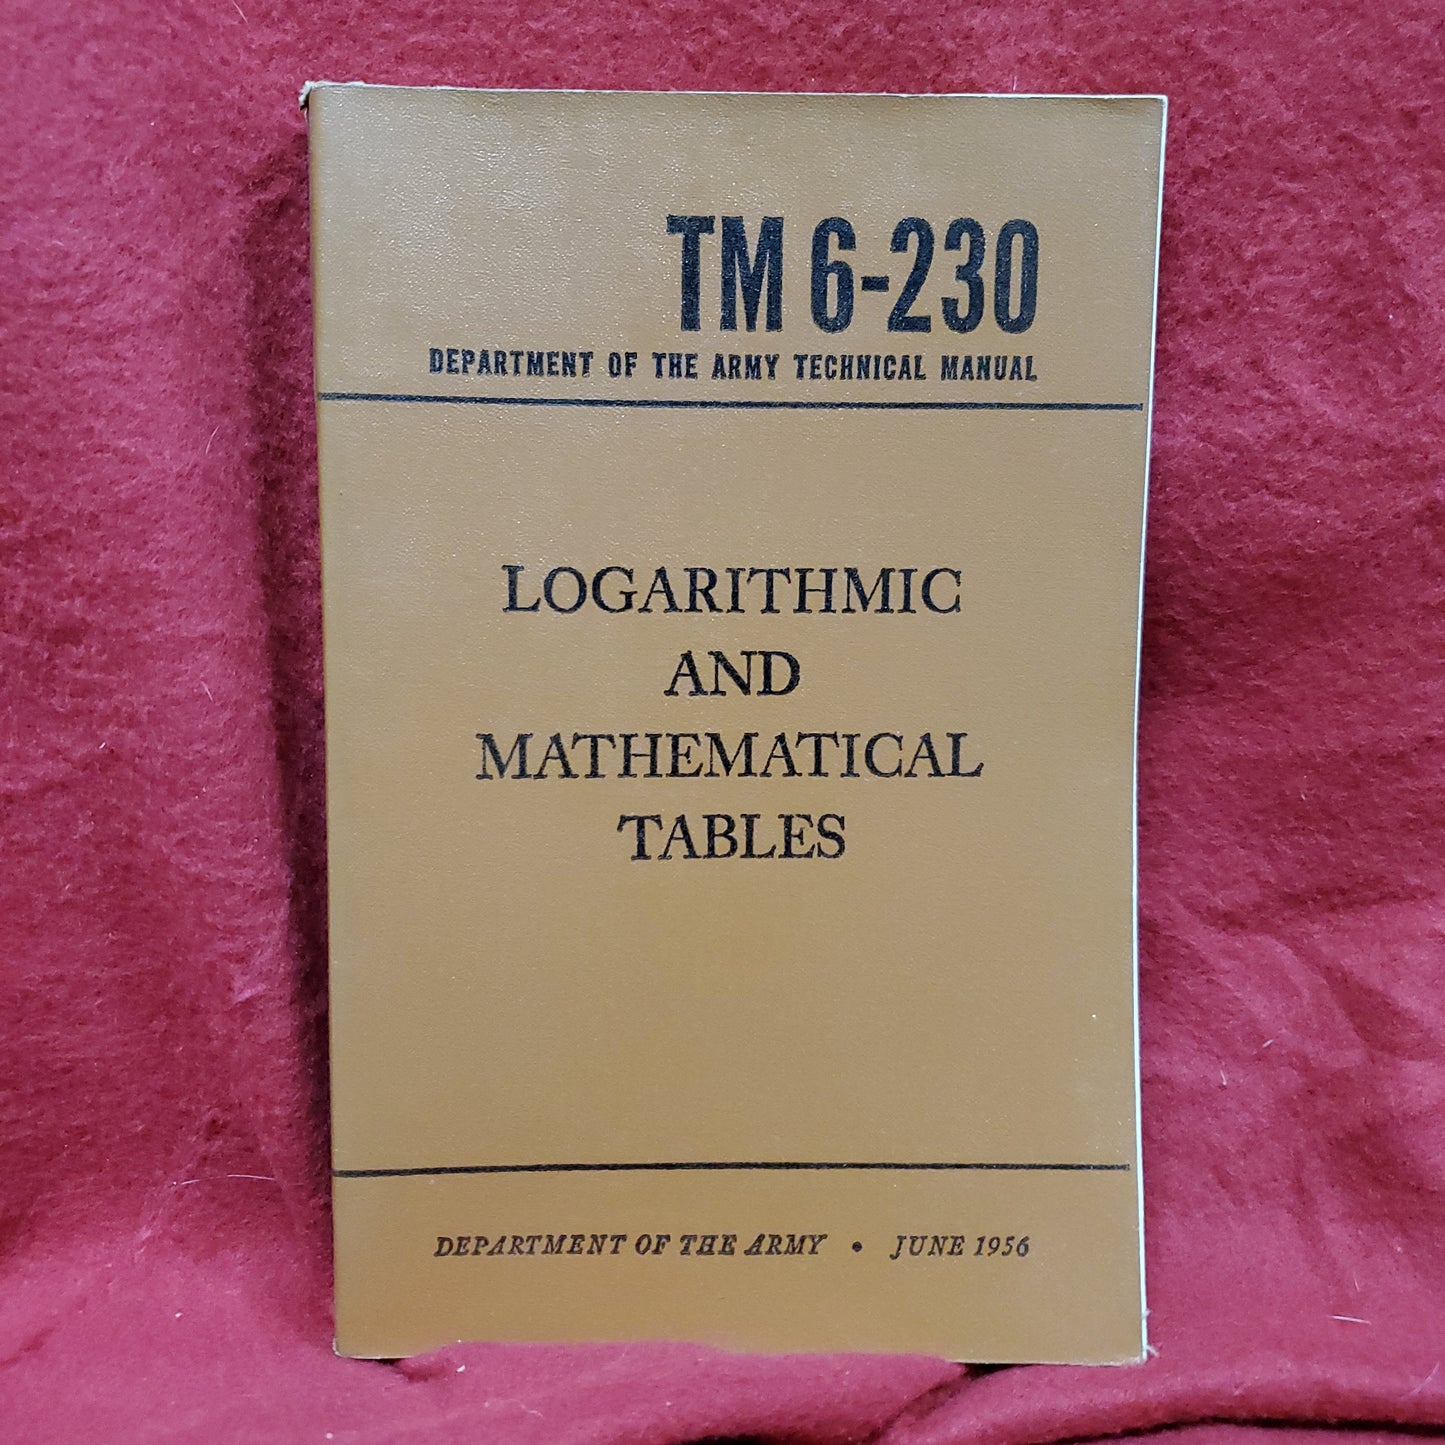 TM 6-230
DEPARTMENT OF THE ARMY TECHNICAL MANUAL
LOGARITHMIC
AND
MATHEMATICAL
TABLES
DEPARTMENT OF THE ARMY • JUNE 1956